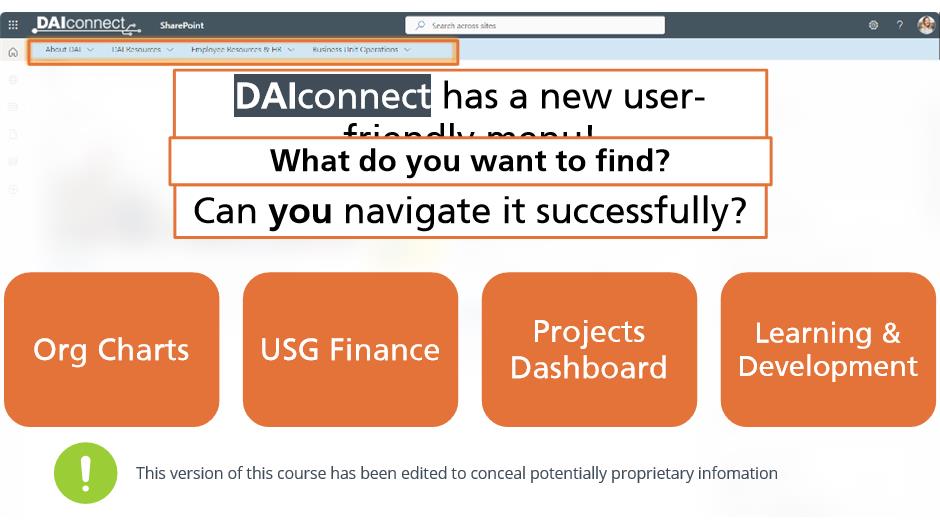 DAIconnect SharePoint Search across sites ?
About DAI DAI Resources Employee Resources & HR Business Unit Operations
DAIconnect has a new user-
friendly menu!
What do you want to find?
Can you navigate it successfully?
Org Charts
USG Finance
Projects
Dashboard
Learning &
Development
! This version of this course has been edited to conceal potentially proprietary infomation